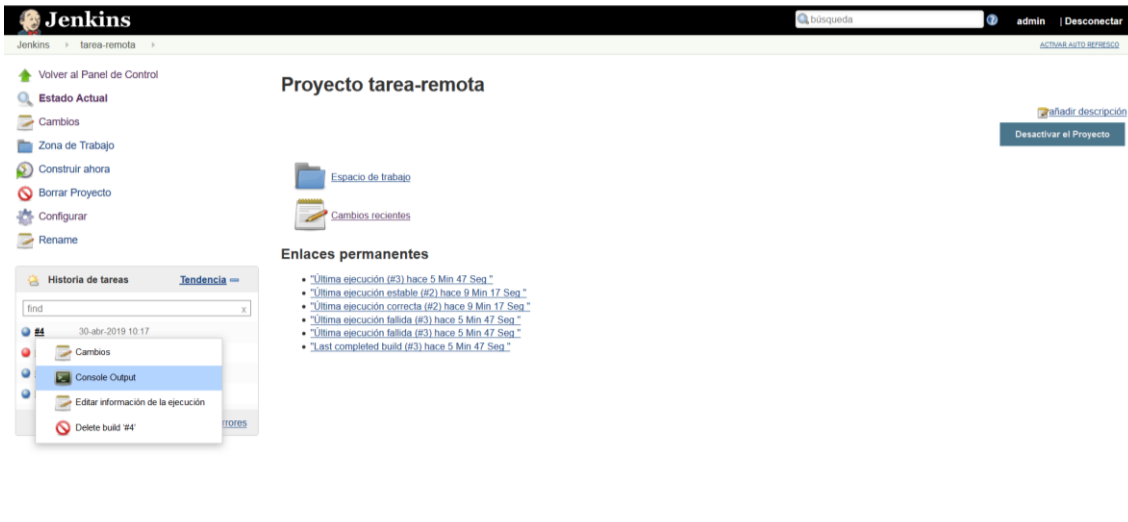 Jenkins
búsqueda
admin | Desconectar
Jenkins tarea-remota
ACTIVAR AUTO REFRESCO
Volver al Panel de Control
Estado Actual
Cambios
Zona de Trabajo
Construir ahora
Borrar Proyecto
Configurar
Rename
Proyecto tarea-remota
añadir descripción
Desactivar el Proyecto
Espacio de trabajo
Cambios recientes
Enlaces permanentes
"Última ejecución (#3) hace 5 Min 47 Seg "
"Última ejecución estable (#2) hace 9 Min 17 Seg "
"Última ejecución correcta (#2) hace 9 Min 17 Seg "
"Última ejecución fallida (#3) hace 5 Min 47 Seg "
"Última ejecución fallida (#3) hace 5 Min 47 Seg "
"Last completed build (#3) hace 5 Min 47 Seg "
Historia de tareas Tendencia
find x
#4 30-abr-2019 10:17
Cambios
Console Output
Editar información de la ejecución
Delete build '#4'
rrores